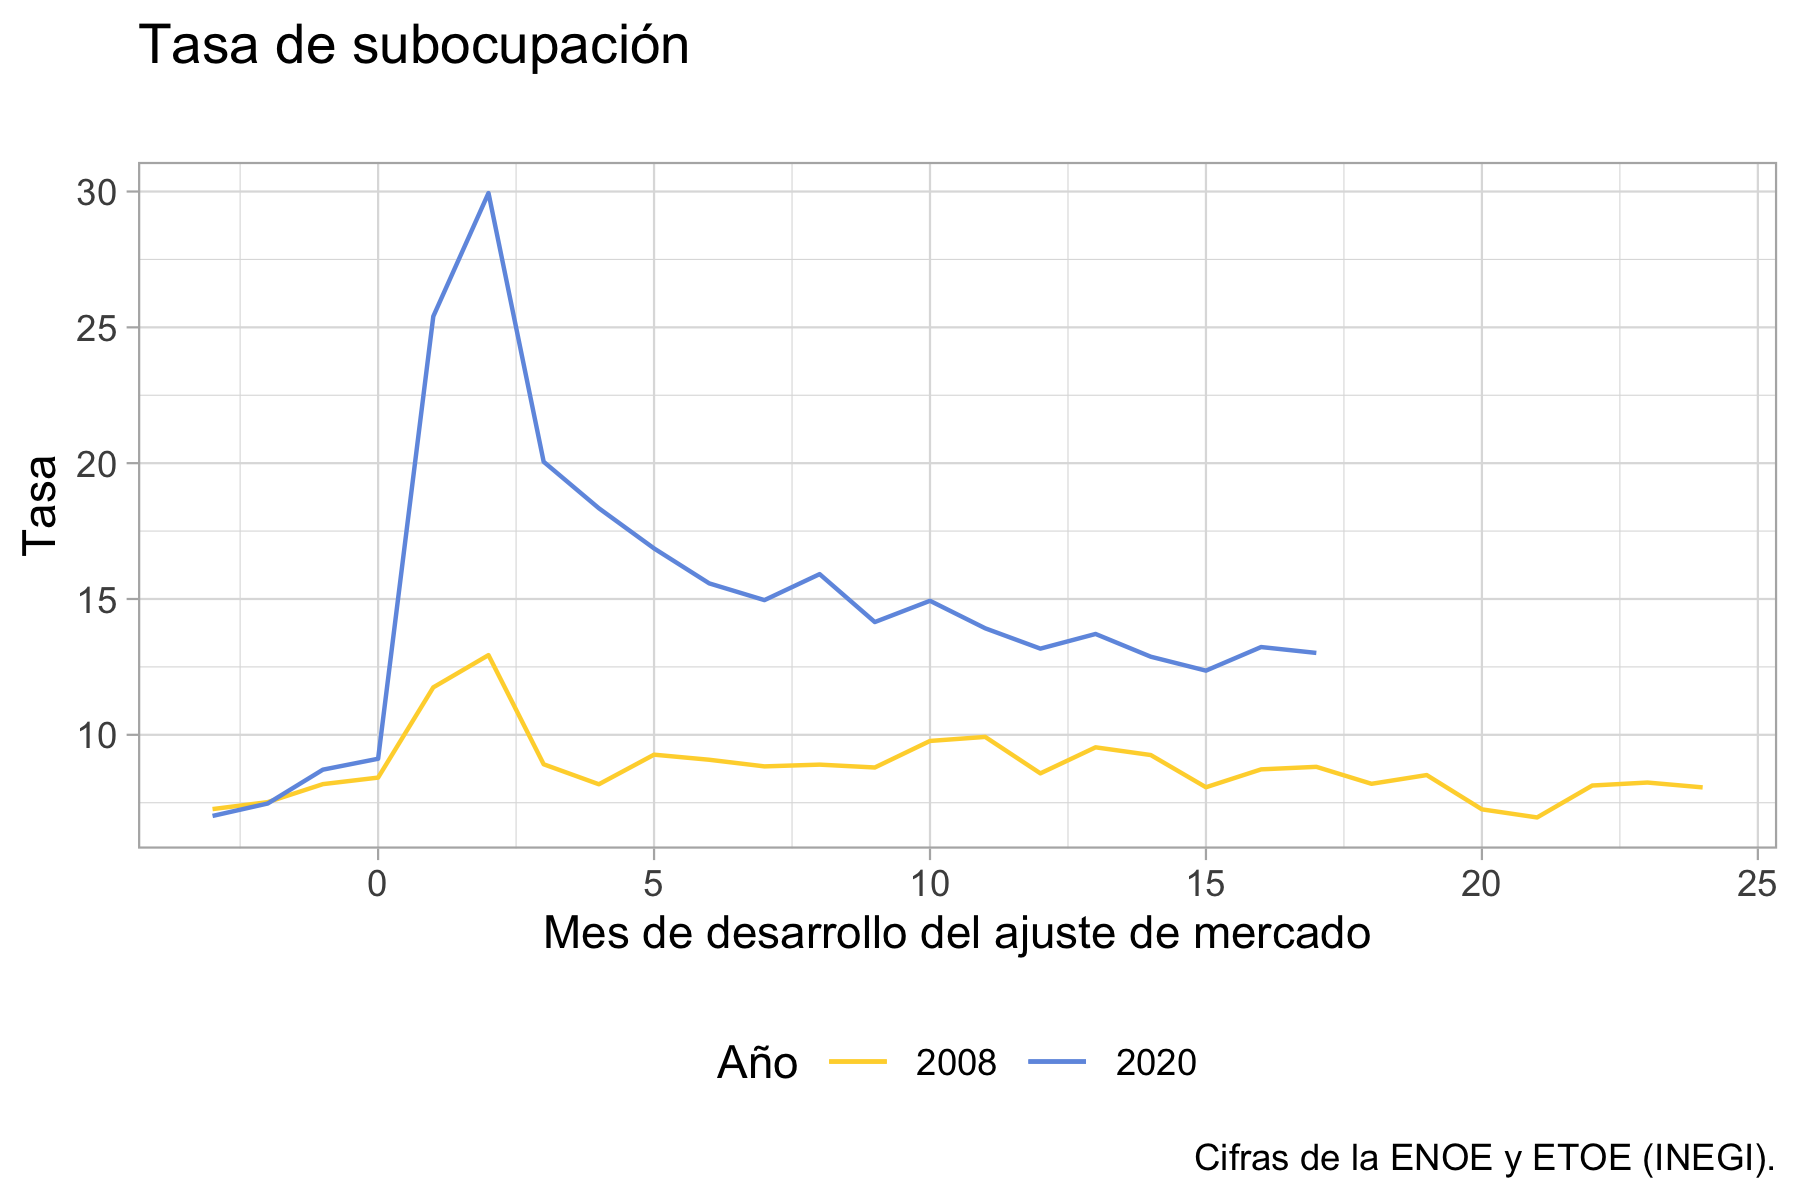 Tasa de subocupación
30
25
20
15
10
Tasa
0 5 10 15 20 25
Mes de desarrollo del ajuste de mercado
Año 2008 2020
Cifras de la ENOE y ETOE (INEGI).